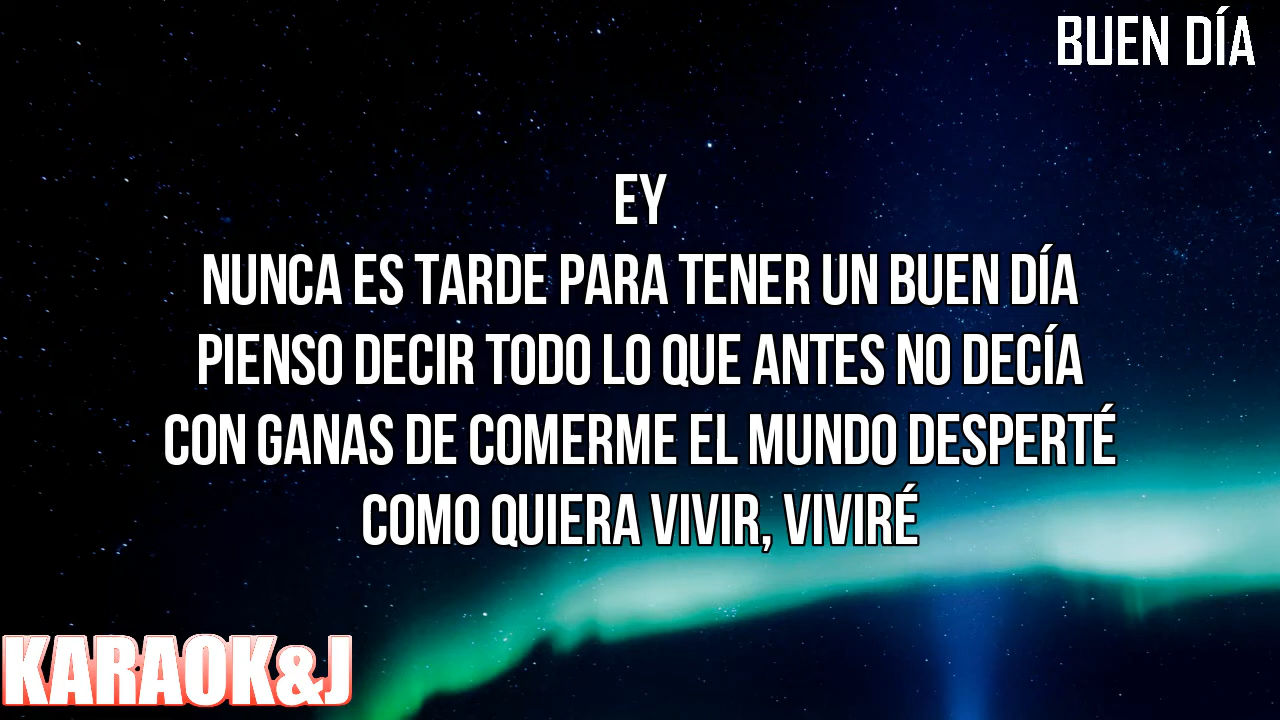 BUEN DÍA
EY
NUNCA ES TARDE PARA TENER UN BUEN DÍA
PIENSO DECIR TODO LO QUE ANTES NO DECÍA
CON GANAS DE COMERME EL MUNDO DESPERTÉ
COMO QUIERA VIVIR, VIVIRÉ
KARAOK&J